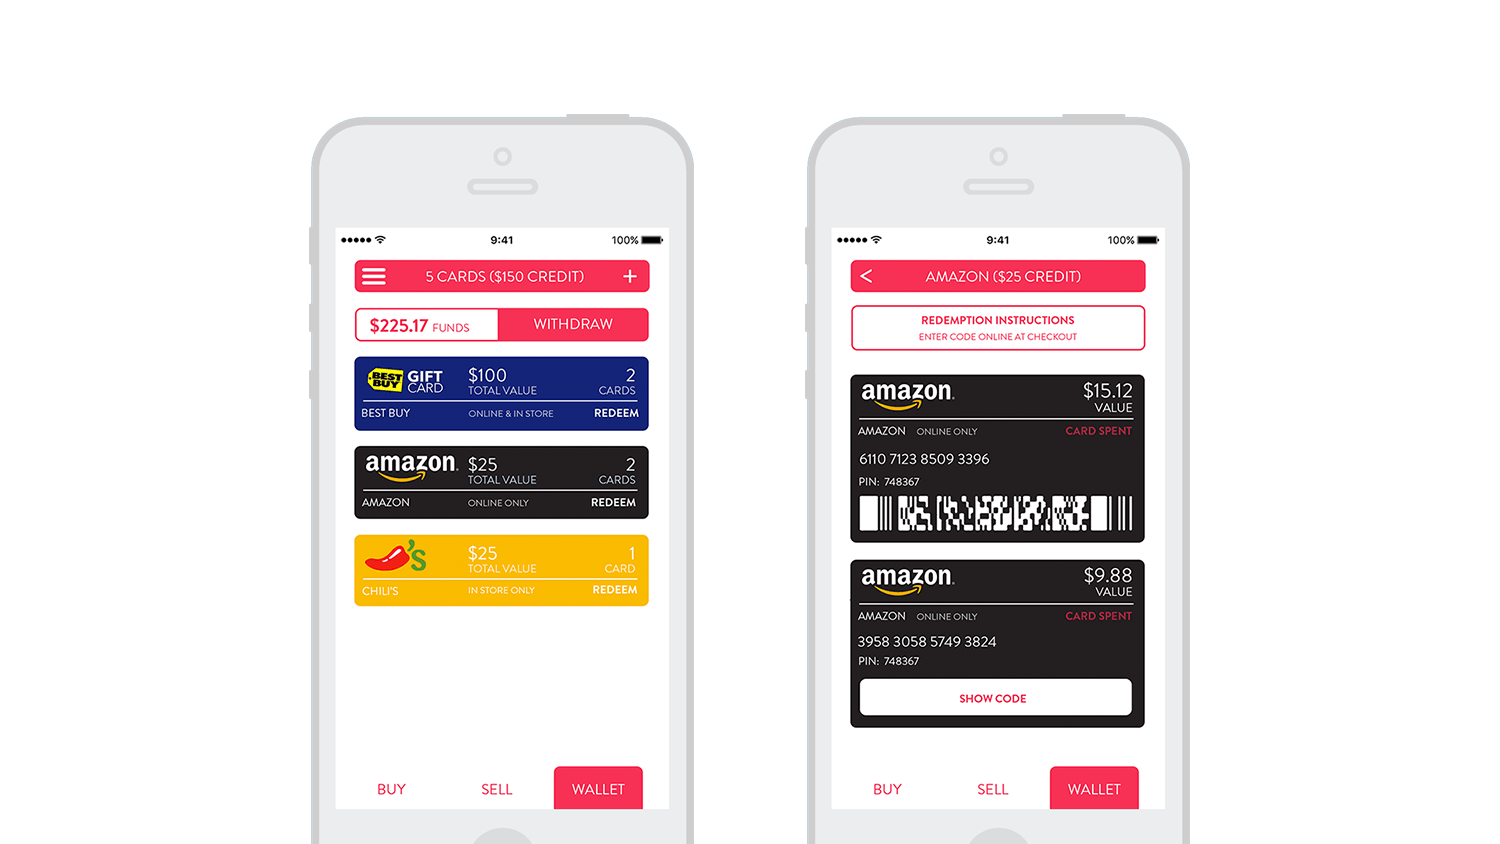 9:41
100%
5 CARDS ($150 CREDIT)
+
$225.17 FUNDS
WITHDRAW
BEST BUY
GIFT CARD
$100
TOTAL VALUE
2
CARDS
BEST BUY
ONLINE & IN STORE
REDEEM
amazon
$25
TOTAL VALUE
2
CARDS
AMAZON
ONLINE ONLY
REDEEM
's
$25
TOTAL VALUE
1
CARD
CHILI'S
IN STORE ONLY
REDEEM
BUY
SELL
WALLET
9:41
100%
<
AMAZON ($25 CREDIT)
REDEMPTION INSTRUCTIONS
ENTER CODE ONLINE AT CHECKOUT
amazon
$15.12
VALUE
AMAZON
ONLINE ONLY
CARD SPENT
6110 7123 8509 3396
PIN: 748367
amazon
$9.88
VALUE
AMAZON
ONLINE ONLY
CARD SPENT
3958 3058 5749 3824
PIN: 748367
SHOW CODE
BUY
SELL
WALLET